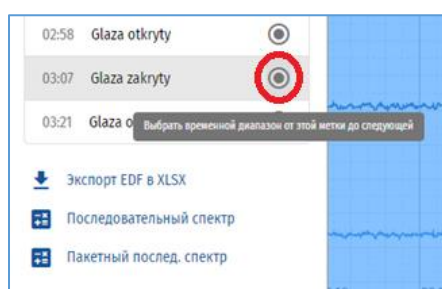 02:58 Glaza otkryty
03:07 Glaza zakryty
03:21 Glaza o
Выбрать временной диапазон от этой метки до следующей
Экспорт EDF в XLSX
Последовательный спектр
Пакетный послед. спектр